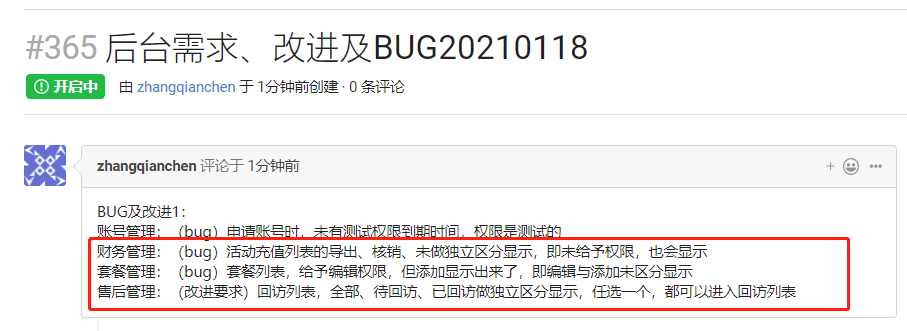 #365 后台需求、改进及BUG20210118
开启中 由 zhangqianchen 于 1分钟前创建 · 0 条评论
zhangqianchen 评论于 1分钟前
BUG及改进1:
账号管理：（bug）申请账号时，未有测试权限到期时间，权限是测试的
财务管理：（bug）活动充值列表的导出、核销、未做独立区分显示，即未给予权限，也会显示
套餐管理：（bug）套餐列表，给予编辑权限，但添加显示出来了，即编辑与添加未区分显示
售后管理：（改进要求）回访列表，全部、待回访、已回访做独立区分显示，任选一个，都可以进入回访列表